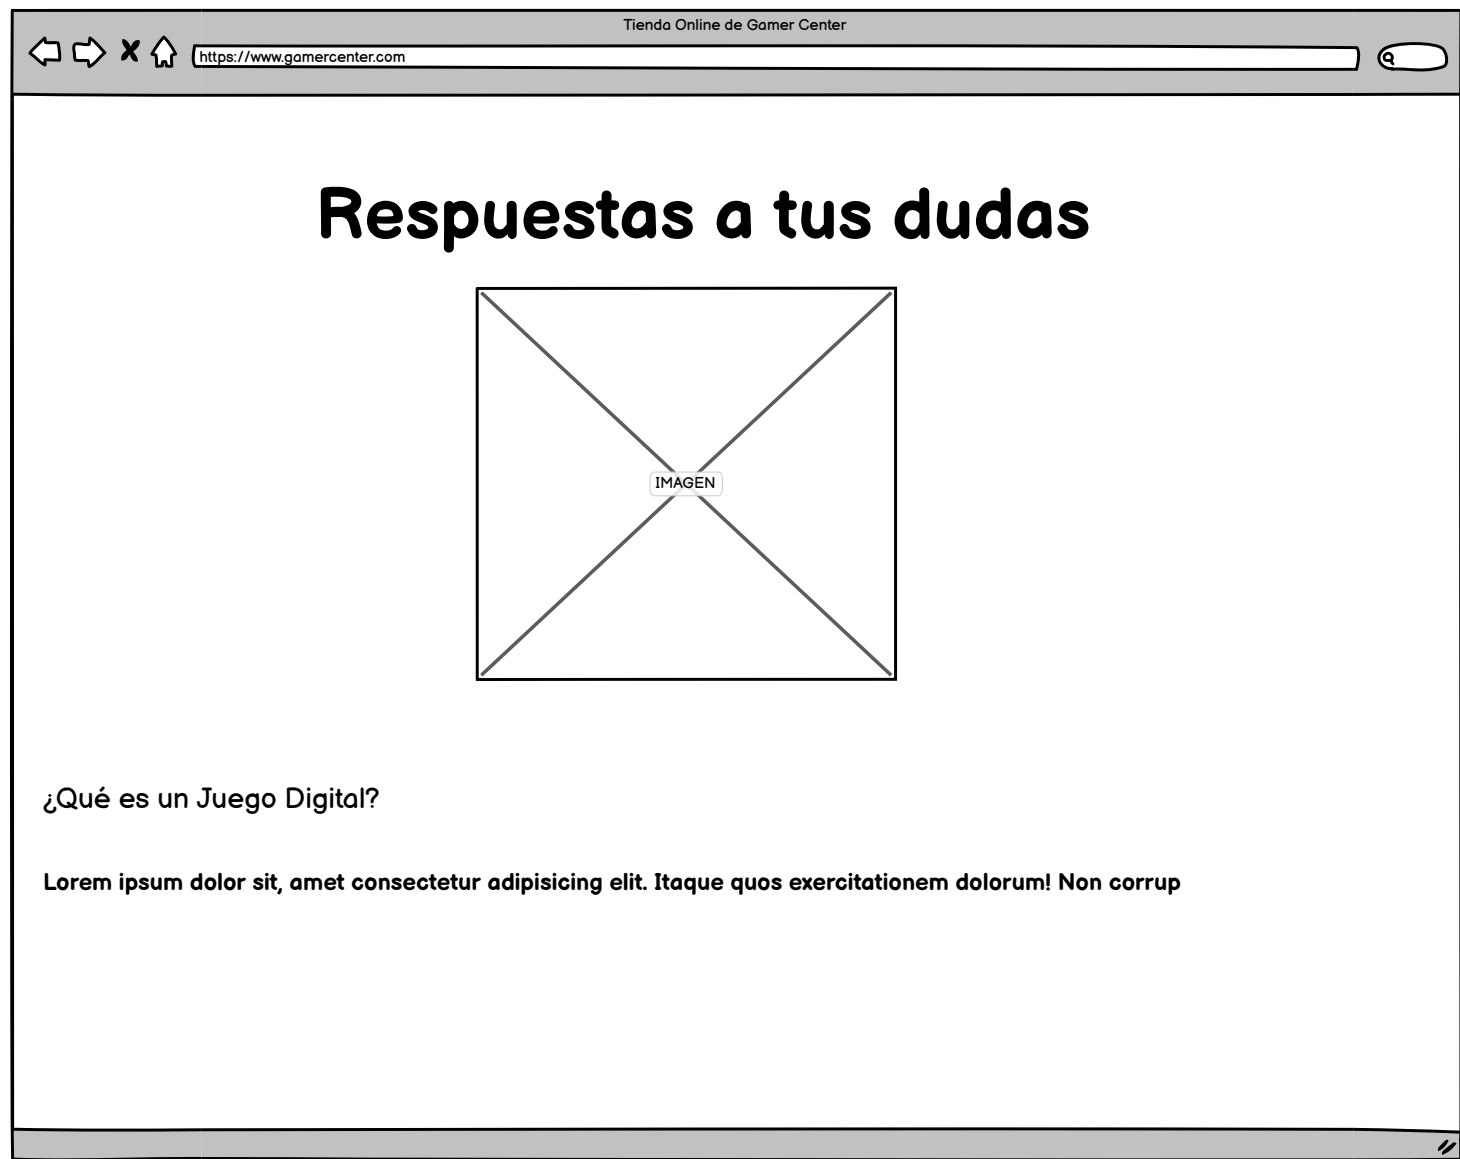 Tienda Online de Gamer Center
https://www.gamercenter.com
Respuestas a tus dudas
IMAGEN
¿Qué es un Juego Digital?
Lorem ipsum dolor sit, amet consectetur adipisicing elit. Itaque quos exercitationem dolorum! Non corrup